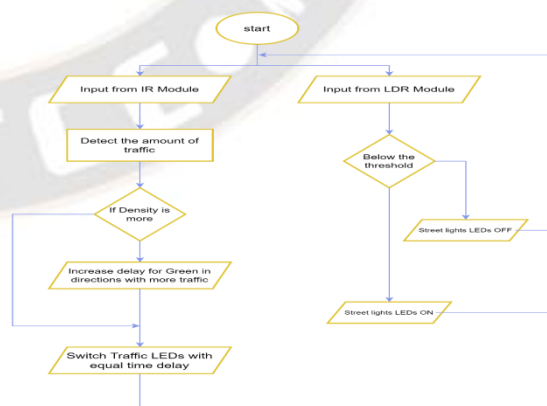 start
Input from IR Module
Detect the amount of
traffic
If Density is
more
Increase delay for Green in
directions with more traffic
Switch Traffic LEDs with
equal time delay
Input from LDR Module
Below the
threshold
Street lights LEDs OFF
Street lights LEDs ON